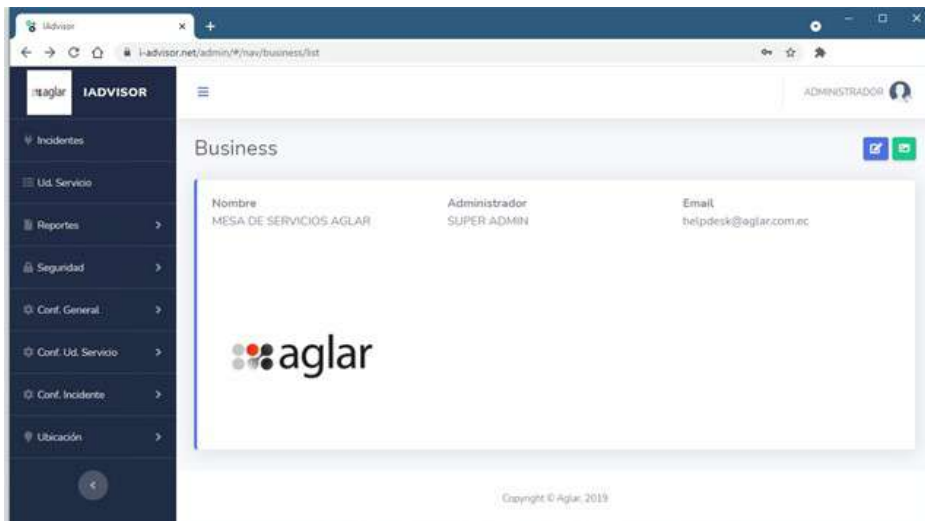 IAdvisor
i-advisor.net/admin/#/nav/business/list
aglar IADVISOR
ADMINISTRADOR
Incidentes
Ud. Servicio
Reportes
Seguridad
Conf. General
Conf. Ud. Servicio
Conf. Incidente
Ubicación
Business
Nombre Administrador Email
MESA DE SERVICIOS AGLAR SUPER ADMIN helpdesk@aglar.com.ec
aglar
Copyright © Aglar, 2019